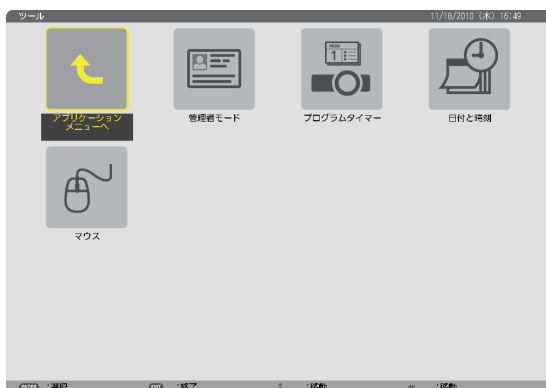 ツール
11/18/2010 (木) 16:49
MON
1
アプリケーション
メニューへ
管理者モード
プログラムタイマー
日付と時刻
マウス
ENTER :選択
EXIT :終了
:移動
:移動